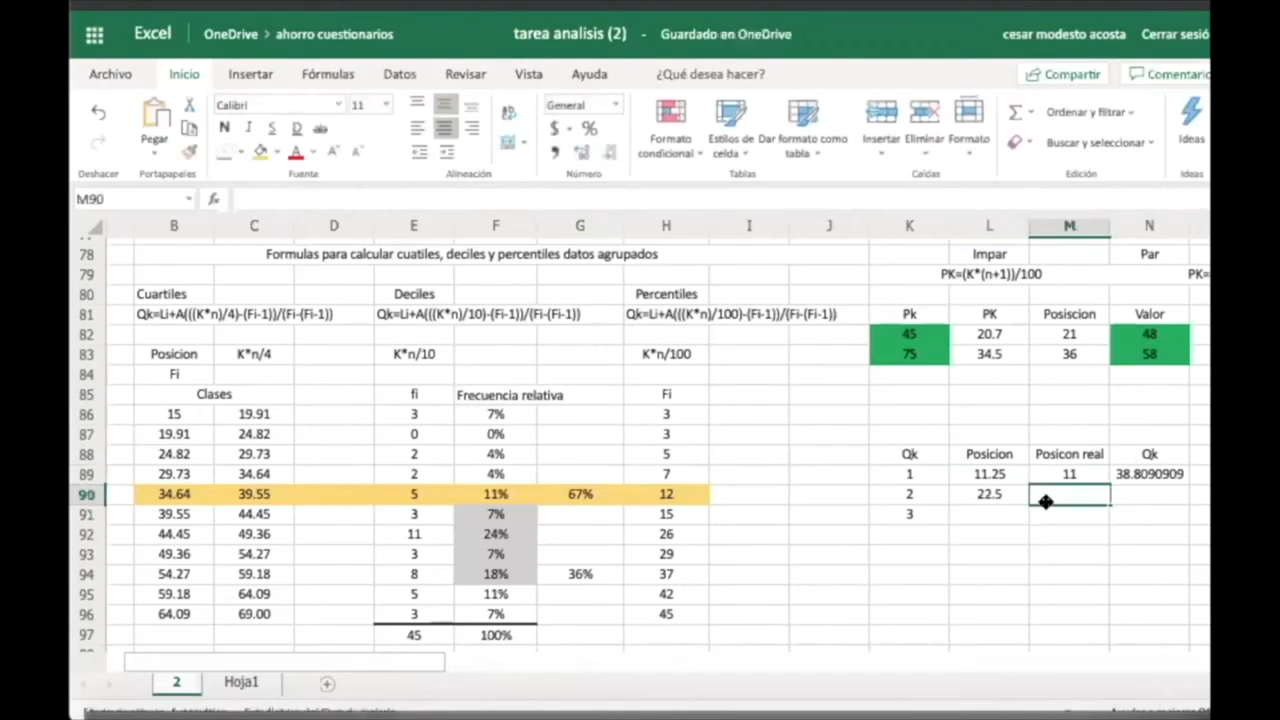 Excel OneDrive > ahorro cuestionarios tarea analisis (2) - Guardado en OneDrive cesar modesto acosta Cerrar sesió
Archivo Inicio Insertar Fórmulas Datos Revisar Vista Ayuda ¿Qué desea hacer? Compartir Comentario
Calibri 11 General Ordenar y filtrar
Pegar N I S D ab $ % Formato condicional Estilos de celda Dar formato como tabla Insertar Eliminar Formato Buscar y seleccionar Ideas
Deshacer Portapapeles Fuente Alineación Número Tablas Celdas Edición Ideas
M90 fx
B C D E F G H I J K L M N
78 Formulas para calcular cuatiles, deciles y percentiles datos agrupados Impar Par
79 PK=(K*(n+1))/100 PK=
80 Cuartiles Deciles Percentiles
81 Qk=Li+A(((K*n)/4)-(Fi-1))/(Fi-(Fi-1)) Qk=Li+A(((K*n)/10)-(Fi-1))/(Fi-(Fi-1)) Qk=Li+A(((K*n)/100)-(Fi-1))/(Fi-(Fi-1)) Pk PK Posiscion Valor
82 45 20.7 21 48
83 Posicion K*n/4 K*n/10 K*n/100 75 34.5 36 58
84 Fi
85 Clases fi Frecuencia relativa Fi
86 15 19.91 3 7% 3
87 19.91 24.82 0 0% 3
88 24.82 29.73 2 4% 5 Qk Posicion Posicon real Qk
89 29.73 34.64 2 4% 7 1 11.25 11 38.8090909
90 34.64 39.55 5 11% 67% 12 2 22.5
91 39.55 44.45 3 7% 15 3
92 44.45 49.36 11 24% 26
93 49.36 54.27 3 7% 29
94 54.27 59.18 8 18% 36% 37
95 59.18 64.09 5 11% 42
96 64.09 69.00 3 7% 45
97 45 100%
2 Hoja1